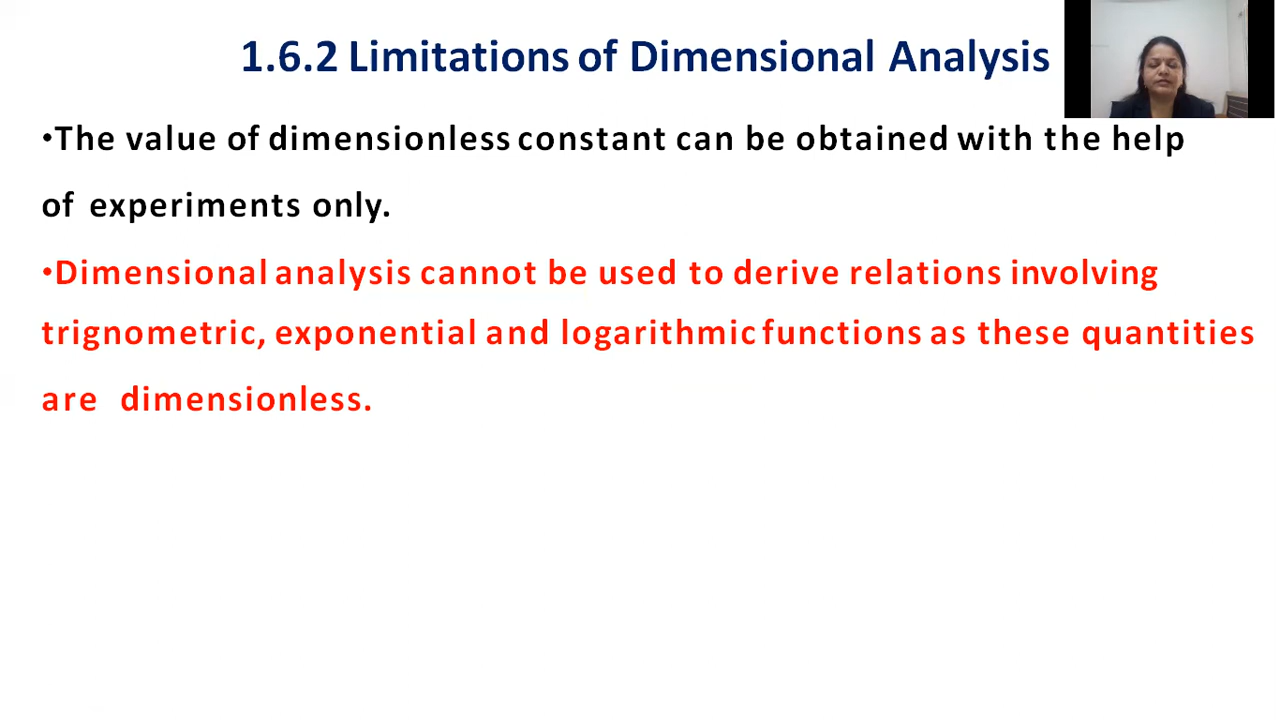 1.6.2 Limitations of Dimensional Analysis
•The value of dimensionless constant can be obtained with the help
of experiments only.
•Dimensional analysis cannot be used to derive relations involving
trignometric, exponential and logarithmic functions as these quantities
are dimensionless.